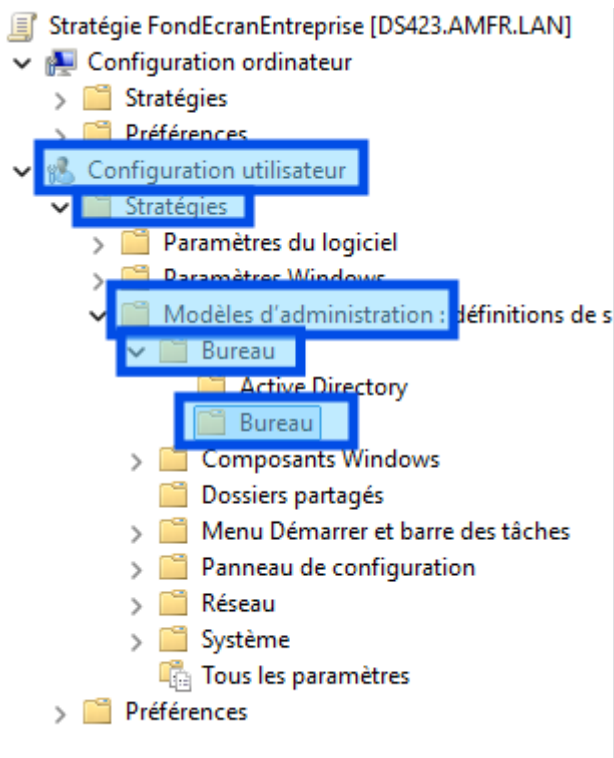 Stratégie FondEcranEntreprise [DS423.AMFR.LAN]
Configuration ordinateur
Stratégies
Préférences
Configuration utilisateur
Stratégies
Paramètres du logiciel
Paramètres Windows
Modèles d'administration : définitions de s
Bureau
Active Directory
Bureau
Composants Windows
Dossiers partagés
Menu Démarrer et barre des tâches
Panneau de configuration
Réseau
Système
Tous les paramètres
Préférences